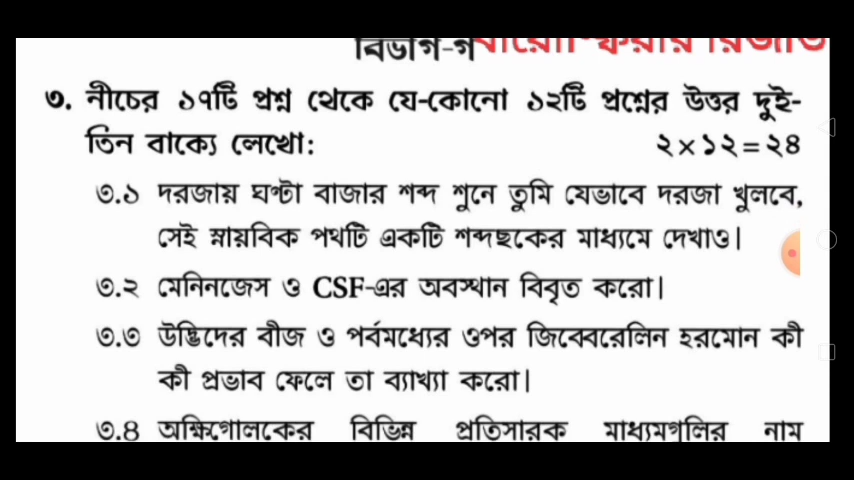 বিভাগ-গ
৩. নীচের ১৭টি প্রশ্ন থেকে যে-কোনো ১২টি প্রশ্নের উত্তর দুই-
তিন বাক্যে লেখো: ২×১২=২৪
৩.১ দরজায় ঘণ্টা বাজার শব্দ শুনে তুমি যেভাবে দরজা খুলবে,
সেই স্নায়বিক পথটি একটি শব্দছকের মাধ্যমে দেখাও।
৩.২ মেনিনজেস ও CSF-এর অবস্থান বিবৃত করো।
৩.৩ উদ্ভিদের বীজ ও পর্বমধ্যের ওপর জিব্বেরেলিন হরমোন কী
কী প্রভাব ফেলে তা ব্যাখ্যা করো।
৩.৪ অক্ষিগোলকের বিভিন্ন প্রতিসারক মাধ্যমগুলির নাম